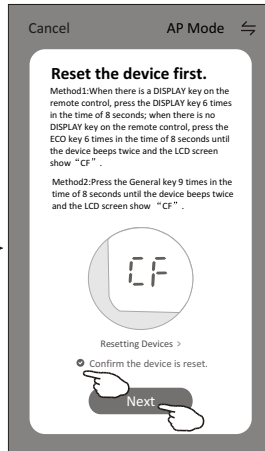 Cancel AP Mode
Reset the device first.
Method1:When there is a DISPLAY key on the
remote control, press the DISPLAY key 6 times
in the time of 8 seconds; when there is no
DISPLAY key on the remote control, press the
ECO key 6 times in the time of 8 seconds until
the device beeps twice and the LCD screen
show “CF”.
Method2:Press the General key 9 times in the
time of 8 seconds until the device beeps twice
and the LCD screen show “CF”.
CF
Resetting Devices >
Confirm the device is reset.
Next